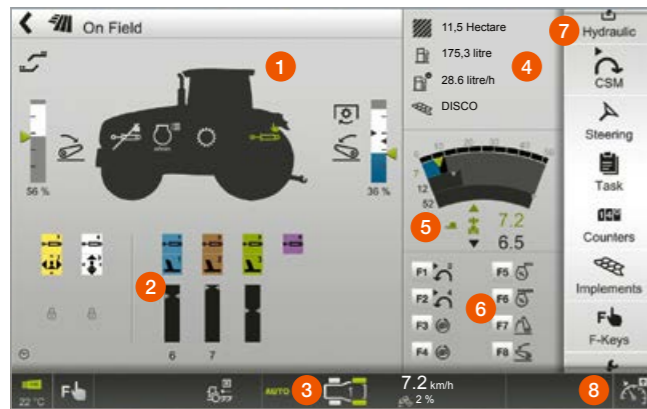 On Field
1
56 %
36 %
2
6 7
11,5 Hectare
175,3 litre
28.6 litre/h
DISCO
4
7
12
52
5
7.2
6.5
F1
F2
F3
F4
F5
F6
F7
F8
6
7
Hydraulic
CSM
Steering
Task
Counters
Implements
F-Keys
22 °C
F
AUTO
3
1
7.2 km/h
2 %
8